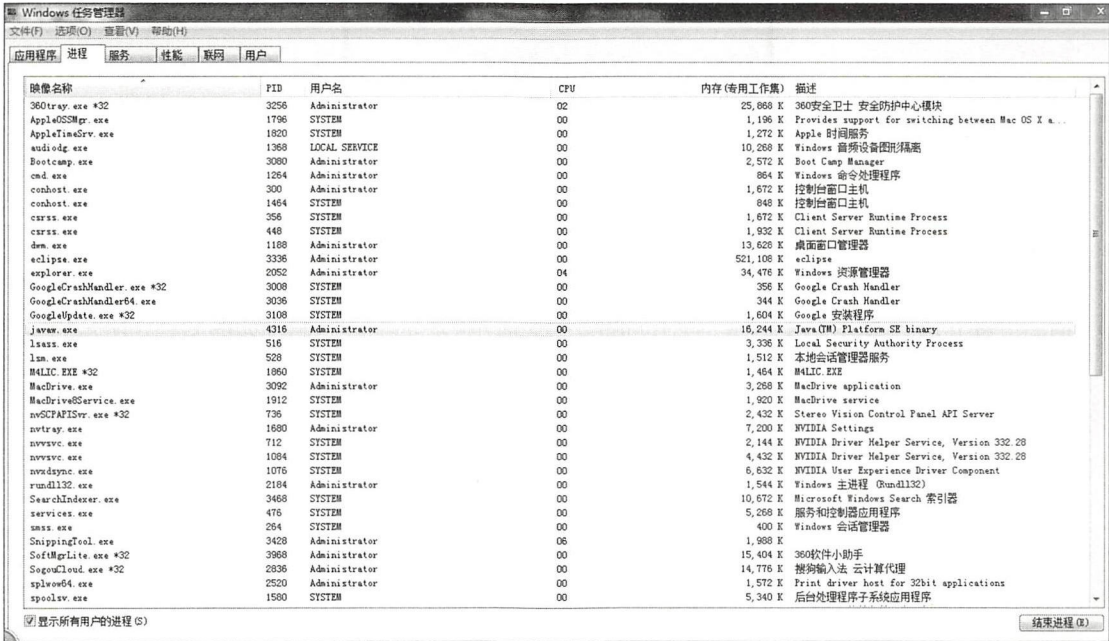 Windows 任务管理器
文件(F) 选项(O) 查看(V) 帮助(H)
应用程序 进程 服务 性能 联网 用户
映像名称 PID 用户名 CPU 内存(专用工作集) 描述
360tray.exe *32 3256 Administrator 02 25,868 K 360安全卫士 安全防护中心模块
AppleOSSMgr.exe 1796 SYSTEM 00 1,196 K Provides support for switching between Mac OS X a...
AppleTimeSrv.exe 1820 SYSTEM 00 1,272 K Apple 时间服务
audiodg.exe 1368 LOCAL SERVICE 00 10,268 K Windows 音频设备图形隔离
Bootcamp.exe 3080 Administrator 00 2,572 K Boot Camp Manager
cmd.exe 1264 Administrator 00 864 K Windows 命令处理程序
conhost.exe 300 Administrator 00 1,672 K 控制台窗口主机
conhost.exe 1464 SYSTEM 00 848 K 控制台窗口主机
csrss.exe 356 SYSTEM 00 1,672 K Client Server Runtime Process
csrss.exe 448 SYSTEM 00 1,932 K Client Server Runtime Process
dwm.exe 1188 Administrator 00 13,628 K 桌面窗口管理器
eclipse.exe 3336 Administrator 00 521,108 K eclipse
explorer.exe 2052 Administrator 04 34,476 K Windows 资源管理器
GoogleCrashHandler.exe *32 3008 SYSTEM 00 356 K Google Crash Handler
GoogleCrashHandler64.exe 3036 SYSTEM 00 344 K Google Crash Handler
GoogleUpdate.exe *32 3108 SYSTEM 00 1,604 K Google 安装程序
javaw.exe 4316 Administrator 00 16,244 K Java(TM) Platform SE binary
lsass.exe 516 SYSTEM 00 3,336 K Local Security Authority Process
lsm.exe 528 SYSTEM 00 1,512 K 本地会话管理器服务
M4LIC.EXE *32 1860 SYSTEM 00 1,464 K M4LIC.EXE
MacDrive.exe 3092 Administrator 00 3,268 K MacDrive application
MacDrive8Service.exe 1912 SYSTEM 00 1,920 K MacDrive service
nvSCPAPISvr.exe *32 736 SYSTEM 00 2,432 K Stereo Vision Control Panel API Server
nvtray.exe 1680 Administrator 00 7,200 K NVIDIA Settings
nvvsvc.exe 712 SYSTEM 00 2,144 K NVIDIA Driver Helper Service, Version 332.28
nvvsvc.exe 1084 SYSTEM 00 4,432 K NVIDIA Driver Helper Service, Version 332.28
nvxdsync.exe 1076 SYSTEM 00 6,632 K NVIDIA User Experience Driver Component
rundll32.exe 2184 Administrator 00 1,544 K Windows 主进程 (Rundll32)
SearchIndexer.exe 3468 SYSTEM 00 10,672 K Microsoft Windows Search 索引器
services.exe 476 SYSTEM 00 5,268 K 服务和控制器应用程序
smss.exe 264 SYSTEM 00 400 K Windows 会话管理器
SnippingTool.exe 3428 Administrator 06 1,988 K
SoftMgrLite.exe *32 3968 Administrator 00 15,404 K 360软件小助手
SogouCloud.exe *32 2836 Administrator 00 14,776 K 搜狗输入法 云计算代理
splwow64.exe 2520 Administrator 00 1,572 K Print driver host for 32bit applications
spoolsv.exe 1580 SYSTEM 00 5,340 K 后台处理程序子系统应用程序
显示所有用户的进程(S) 结束进程(E)